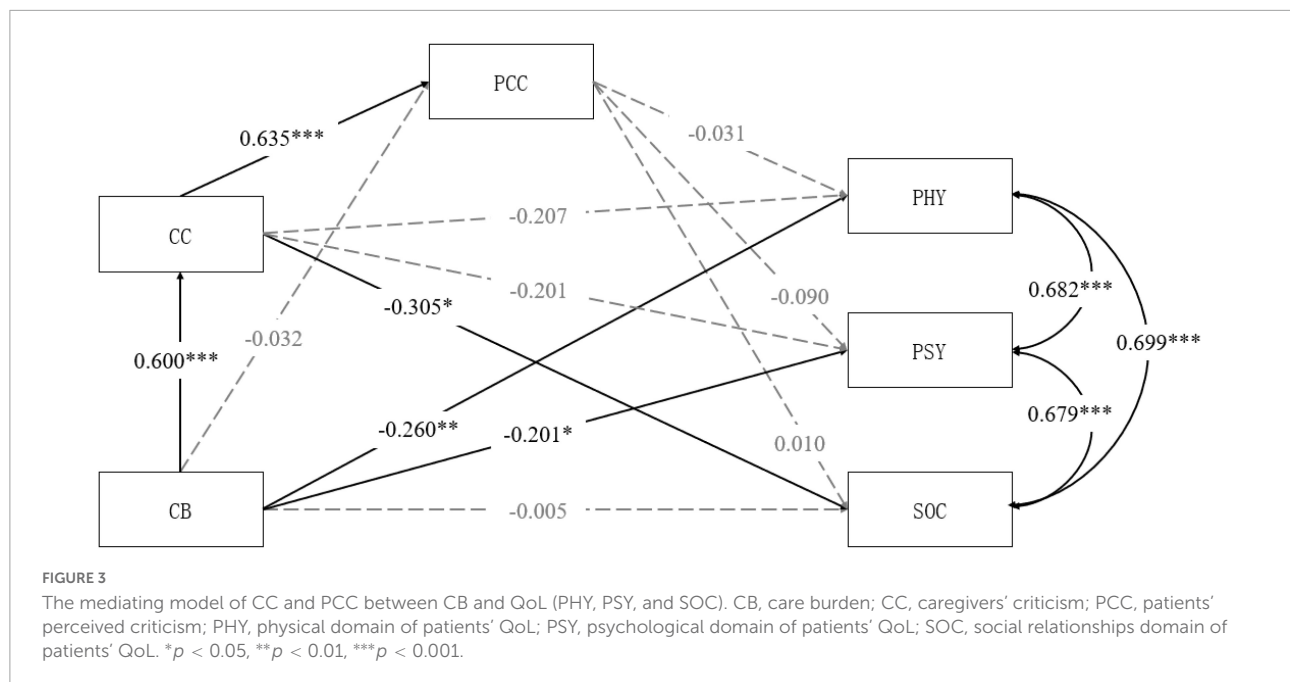 PCC
0.635***
-0.031
PHY
CC
-0.207
-0.201
-0.305*
-0.090
0.682***
0.600***
-0.032
PSY
0.699***
-0.260**
-0.201*
0.010
0.679***
CB
-0.005
SOC
FIGURE 3
The mediating model of CC and PCC between CB and QoL (PHY, PSY, and SOC). CB, care burden; CC, caregivers’ criticism; PCC, patients’
perceived criticism; PHY, physical domain of patients’ QoL; PSY, psychological domain of patients’ QoL; SOC, social relationships domain of
patients’ QoL. *p < 0.05, **p < 0.01, ***p < 0.001.